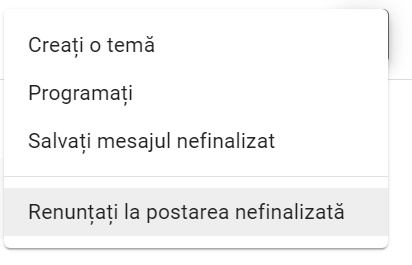 Creați o temă
Programați
Salvați mesajul nefinalizat
Renunțați la postarea nefinalizată